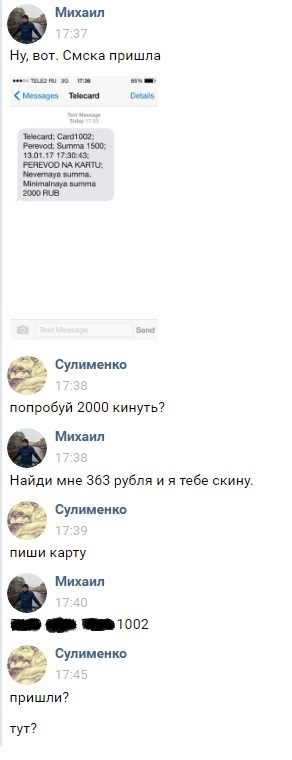 Михаил
17:37
Ну, вот. Смска пришла
TELE2 RU 3G 17:36 86%
Messages Telecard Details
Text Message
Today 17:33
Telecard; Card1002;
Perevod; Summa 1500;
13.01.17 17:30:43;
PEREVOD NA KARTU;
Nevernaya summa.
Minimalnaya summa
2000 RUB
Text Message Send
Сулименко
17:38
попробуй 2000 кинуть?
Михаил
17:38
Найди мне 363 рубля и я тебе скину.
Сулименко
17:39
пиши карту
Михаил
17:40
1002
Сулименко
17:45
пришли?
тут?